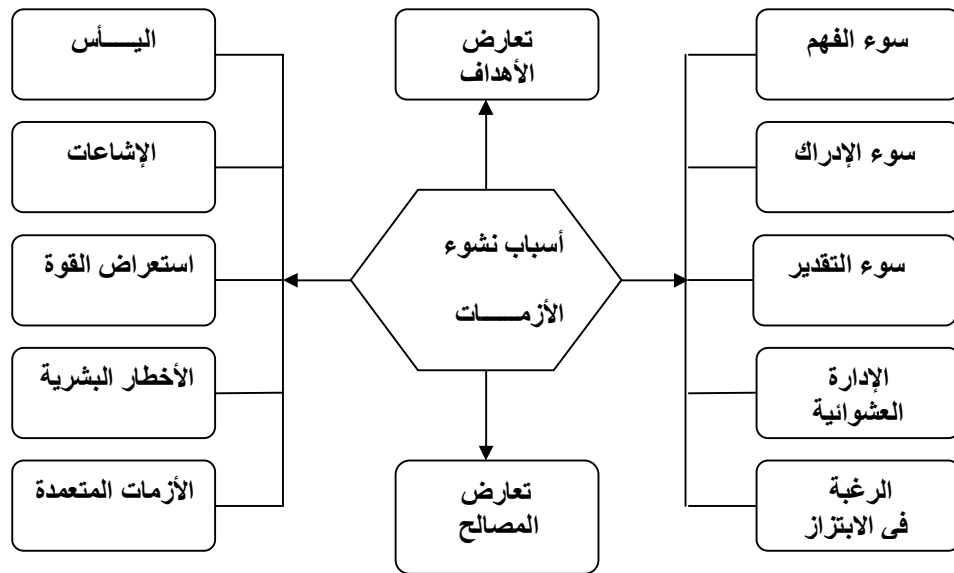 سوء الفهم
سوء الإدراك
سوء التقدير
الإدارة
العشوائية
الرغبة
فى الابتزاز
تعارض
الأهداف
أسباب نشوء
الأزمـــــات
تعارض
المصالح
اليـــــأس
الإشاعات
استعراض القوة
الأخطار البشرية
الأزمات المتعمدة